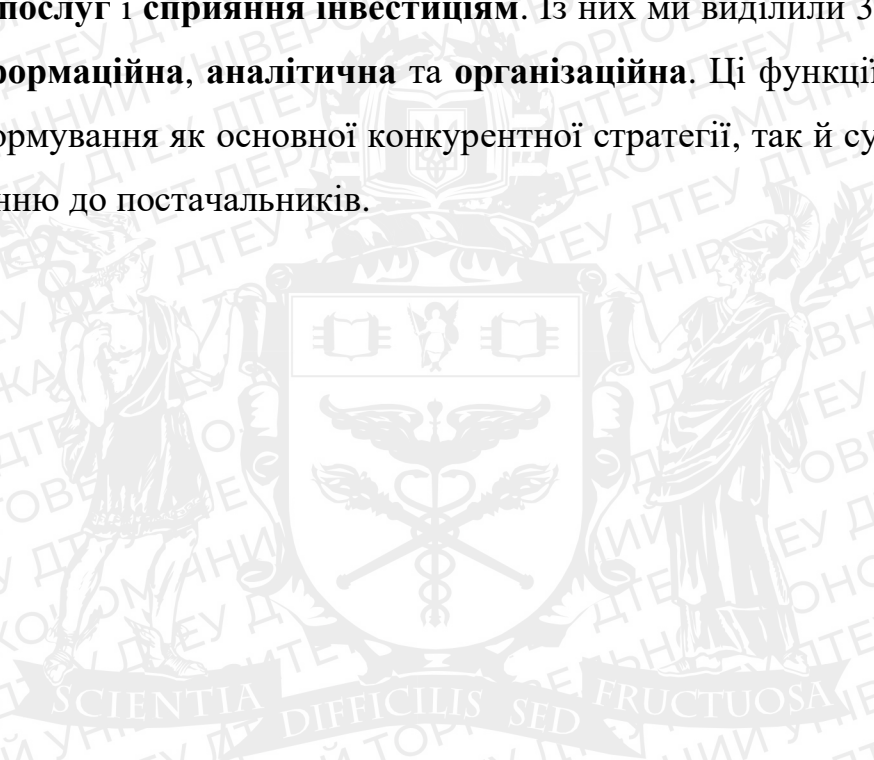 послуг і сприяння інвестиціям. Із них ми виділили 3
формаційна, аналітична та організаційна. Ці функції
ормування як основної конкурентної стратегії, так й су
нню до постачальників.
SCIENTIA DIFFICILIS SED FRUCTUOSA